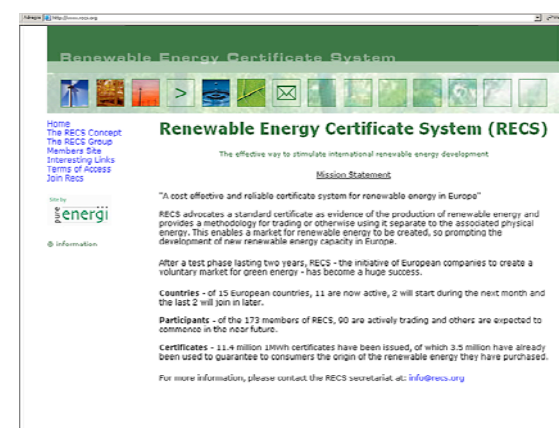 http://www.recs.org
Renewable Energy Certificate System
>
Home
The RECS Concept
The RECS Group
Members Site
Interesting Links
Terms of Access
Join Recs
Site by
pure energi
information
Renewable Energy Certificate System (RECS)
The effective way to stimulate international renewable energy development
Mission Statement
"A cost effective and reliable certificate system for renewable energy in Europe"
RECS advocates a standard certificate as evidence of the production of renewable energy and
provides a methodology for trading or otherwise using it separate to the associated physical
energy. This enables a market for renewable energy to be created, so prompting the
development of new renewable energy capacity in Europe.
After a test phase lasting two years, RECS - the initiative of European companies to create a
voluntary market for green energy - has become a huge success.
Countries - of 15 European countries, 11 are now active, 2 will start during the next month and
the last 2 will join in later.
Participants - of the 173 members of RECS, 90 are actively trading and others are expected to
commence in the near future.
Certificates - 11.4 million 1MWh certificates have been issued, of which 3.5 million have already
been used to guarantee to consumers the origin of the renewable energy they have purchased.
For more information, please contact the RECS secretariat at: info@recs.org